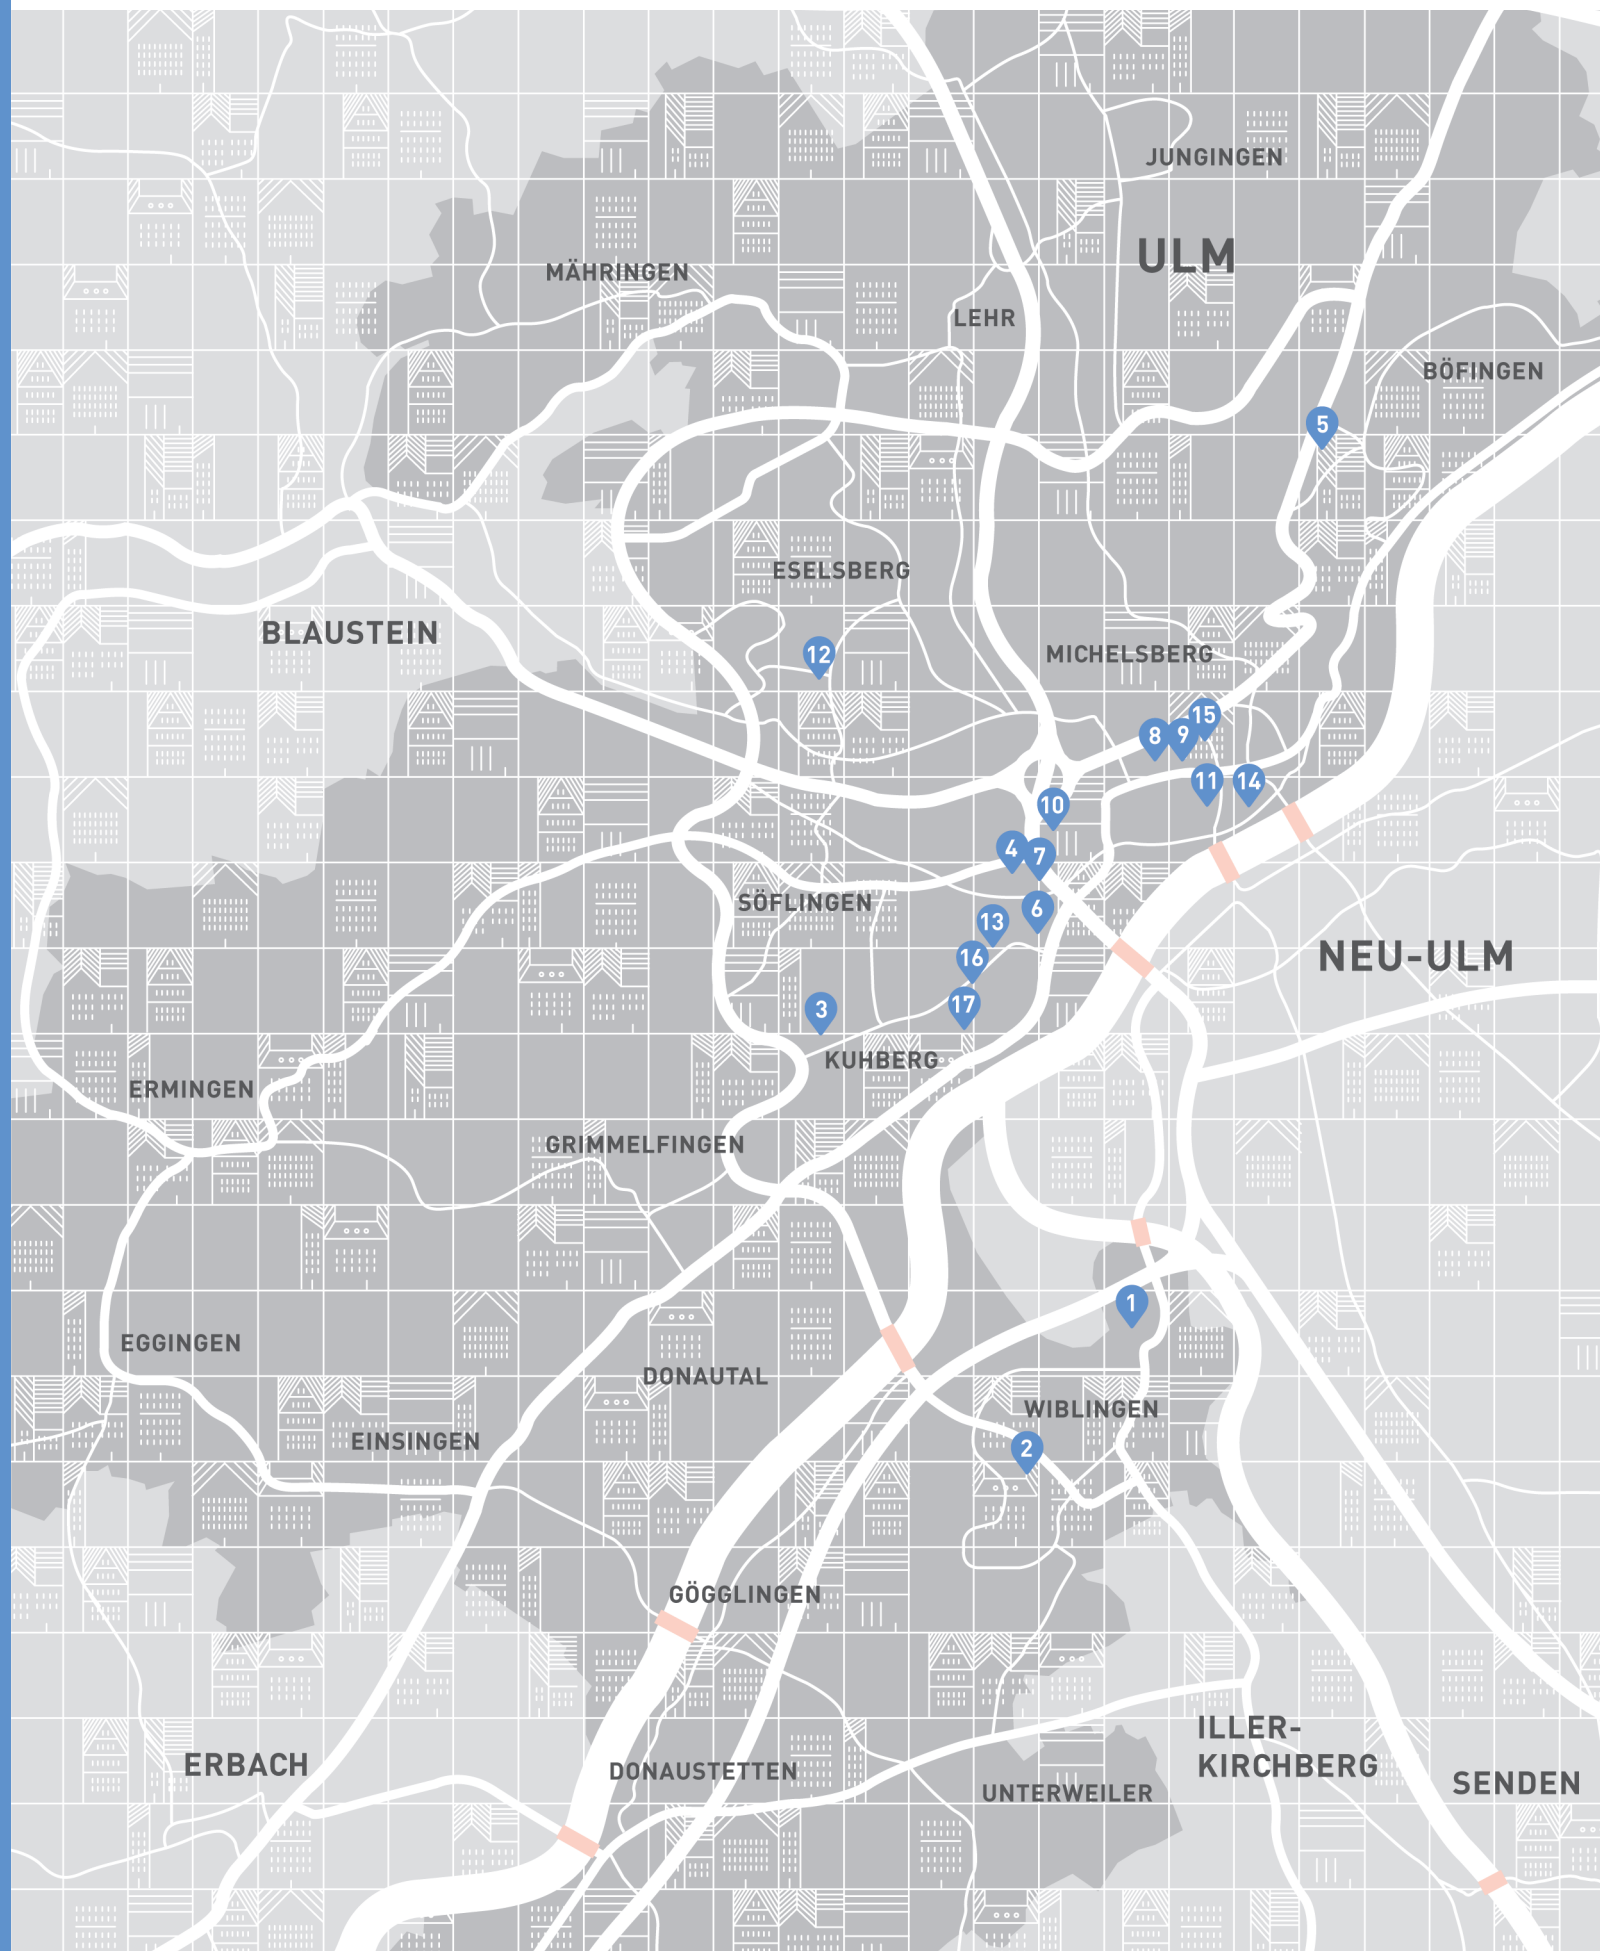 JUNGINGEN
ULM
MÄHRINGEN
LEHR
BÖFINGEN
5
ESELSBERG
BLAUSTEIN
12
MICHELSBERG
15
8
9
11
14
10
4
7
SÖFLINGEN
6
13
NEU-ULM
16
3
17
KUHBERG
ERMINGEN
GRIMMELFINGEN
1
EGGINGEN
DONAUTAL
WIBLINGEN
EINSINGEN
2
GÖGGLINGEN
ILLER-
KIRCHBERG
ERBACH
DONAUSTETTEN
SENDEN
UNTERWEILER